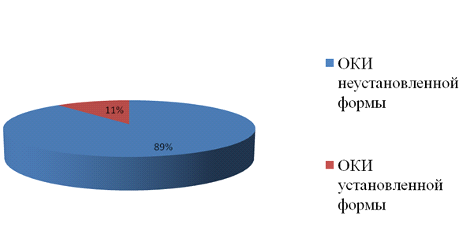 ОКИ
неустановленной
формы
11%
89%
ОКИ
установленной
формы